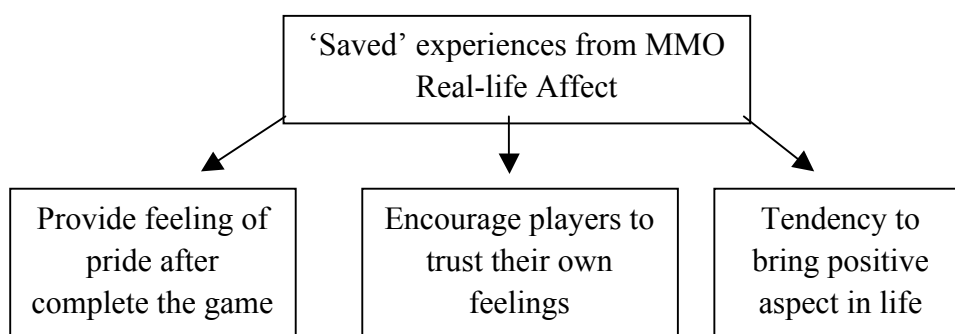 ‘Saved’ experiences from MMO
Real-life Affect
Provide feeling of
pride after
complete the game
Encourage players to
trust their own
feelings
Tendency to
bring positive
aspect in life